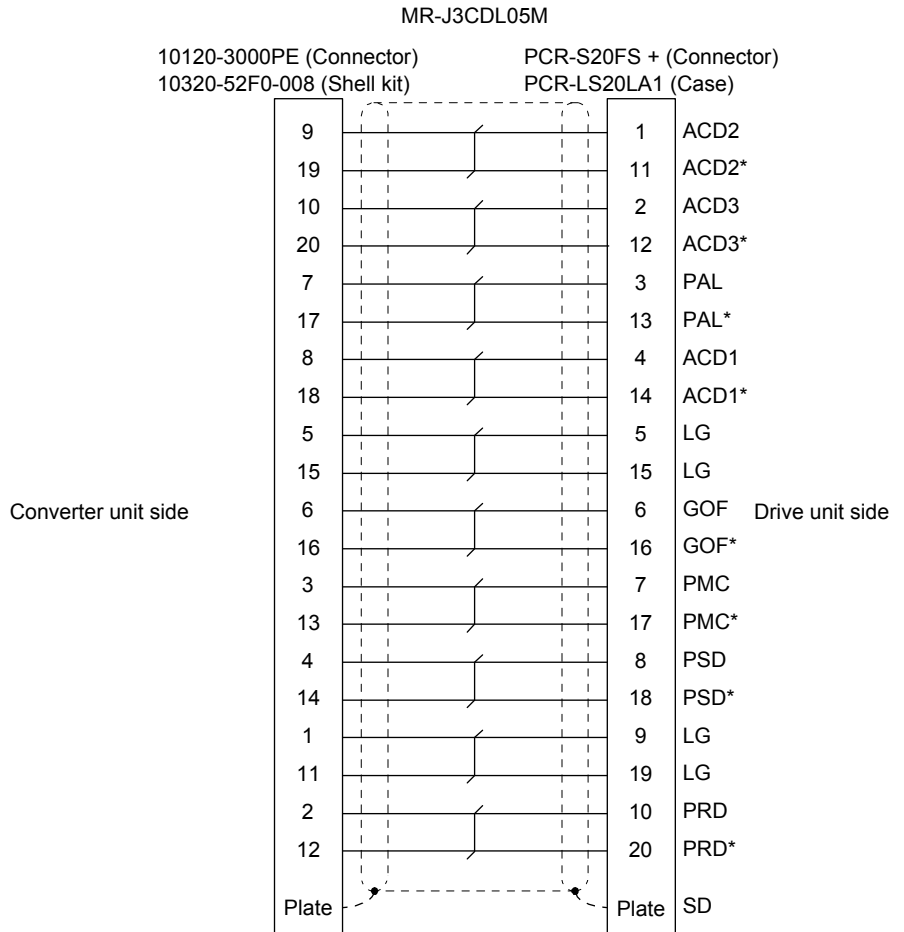 MR-J3CDL05M
10120-3000PE (Connector) PCR-S20FS + (Connector)
10320-52F0-008 (Shell kit) PCR-LS20LA1 (Case)
9 1 ACD2
19 11 ACD2*
10 2 ACD3
20 12 ACD3*
7 3 PAL
17 13 PAL*
8 4 ACD1
18 14 ACD1*
5 5 LG
15 15 LG
Converter unit side 6 6 GOF Drive unit side
16 16 GOF*
3 7 PMC
13 17 PMC*
4 8 PSD
14 18 PSD*
1 9 LG
11 19 LG
2 10 PRD
12 20 PRD*
Plate Plate SD